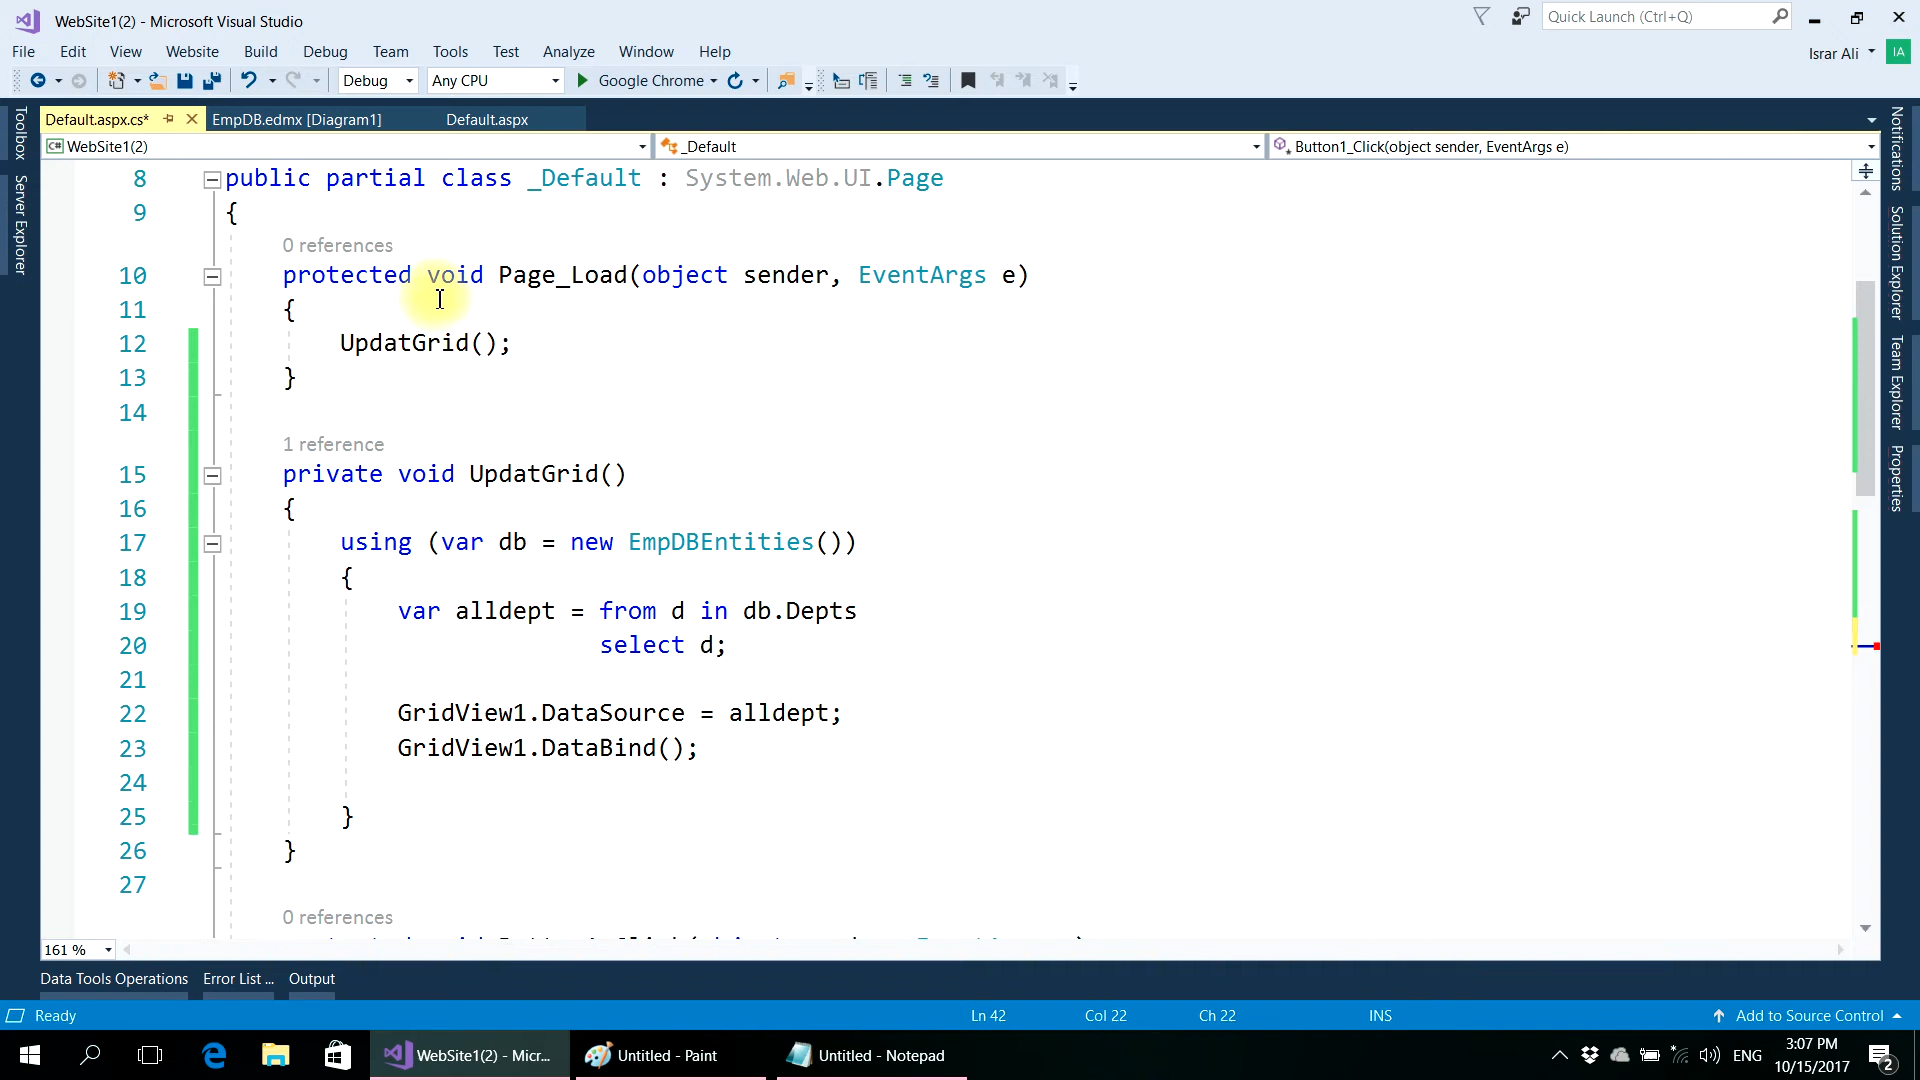 WebSite1(2) - Microsoft Visual Studio
Quick Launch (Ctrl+Q)
File Edit View Website Build Debug Team Tools Test Analyze Window Help
Israr Ali IA
Debug Any CPU Google Chrome
Default.aspx.cs* EmpDB.edmx [Diagram1] Default.aspx
C# WebSite1(2) _Default Button1_Click(object sender, EventArgs e)
Toolbox
Server Explorer
8 public partial class _Default : System.Web.UI.Page
9 {
0 references
10 protected void Page_Load(object sender, EventArgs e)
11 {
12 UpdatGrid();
13 }
14
1 reference
15 private void UpdatGrid()
16 {
17 using (var db = new EmpDBEntities())
18 {
19 var alldept = from d in db.Depts
20 select d;
21
22 GridView1.DataSource = alldept;
23 GridView1.DataBind();
24
25 }
26 }
27
0 references
Notifications
Solution Explorer
Team Explorer
Properties
161 %
Data Tools Operations Error List ... Output
Ready Ln 42 Col 22 Ch 22 INS Add to Source Control
WebSite1(2) - Micr... Untitled - Paint Untitled - Notepad ENG 3:07 PM
10/15/2017 2